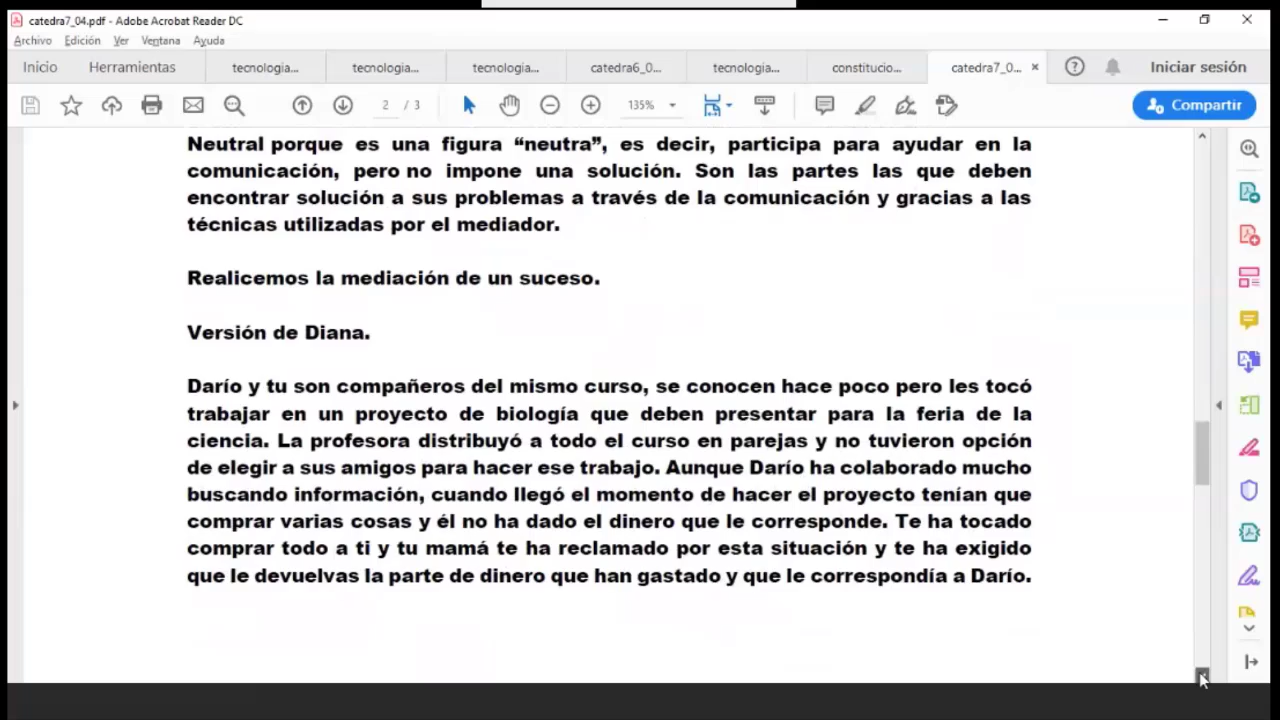 catedra7_04.pdf - Adobe Acrobat Reader DC
Archivo Edición Ver Ventana Ayuda
Inicio Herramientas tecnologia... tecnologia... tecnologia... catedra6_0... tecnologia... constitucio... catedra7_0... × Iniciar sesión
2 / 3 135% Compartir
Neutral porque es una figura “neutra”, es decir, participa para ayudar en la
comunicación, pero no impone una solución. Son las partes las que deben
encontrar solución a sus problemas a través de la comunicación y gracias a las
técnicas utilizadas por el mediador.
Realicemos la mediación de un suceso.
Versión de Diana.
Darío y tu son compañeros del mismo curso, se conocen hace poco pero les tocó
trabajar en un proyecto de biología que deben presentar para la feria de la
ciencia. La profesora distribuyó a todo el curso en parejas y no tuvieron opción
de elegir a sus amigos para hacer ese trabajo. Aunque Darío ha colaborado mucho
buscando información, cuando llegó el momento de hacer el proyecto tenían que
comprar varias cosas y él no ha dado el dinero que le corresponde. Te ha tocado
comprar todo a ti y tu mamá te ha reclamado por esta situación y te ha exigido
que le devuelvas la parte de dinero que han gastado y que le correspondía a Darío.